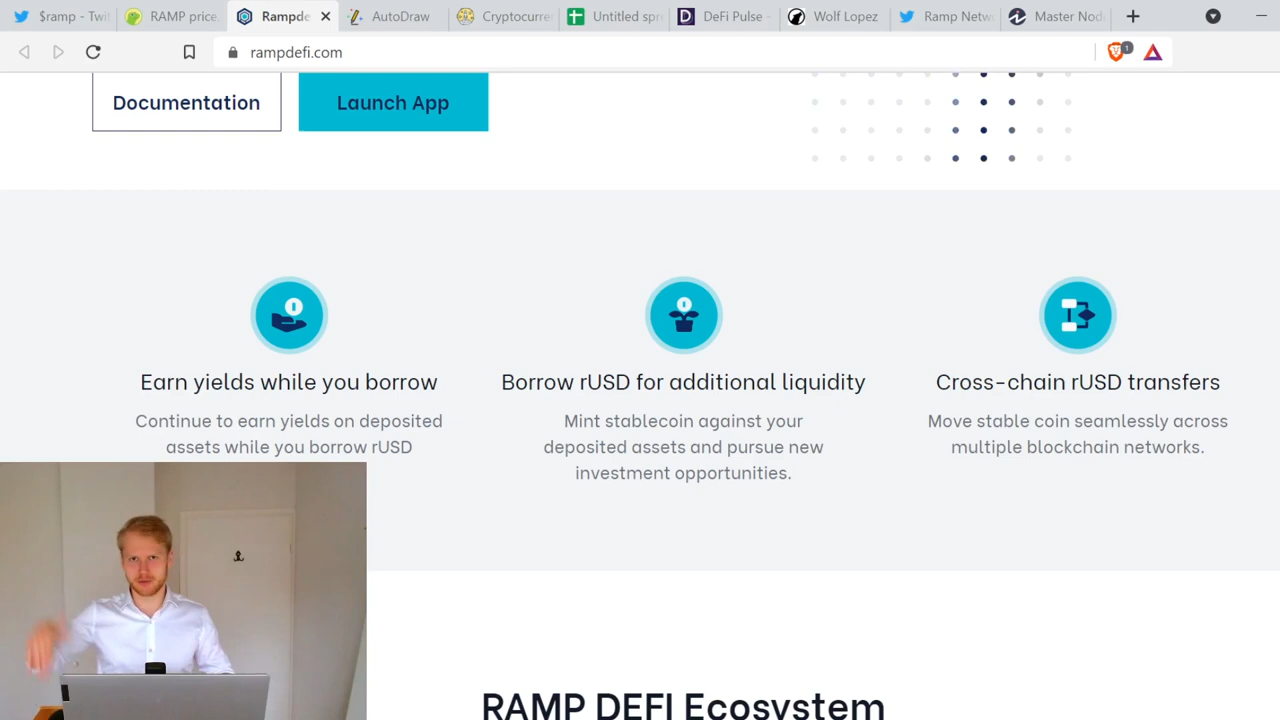 $ramp - Twi
RAMP price
Rampde
AutoDraw
Cryptocurre
Untitled spr
DeFi Pulse -
Wolf Lopez
Ramp Netw
Master Nod
rampdefi.com
1
Documentation
Launch App
Earn yields while you borrow
Continue to earn yields on deposited
assets while you borrow rUSD
Borrow rUSD for additional liquidity
Mint stablecoin against your
deposited assets and pursue new
investment opportunities.
Cross-chain rUSD transfers
Move stable coin seamlessly across
multiple blockchain networks.
RAMP DEFI Ecosystem